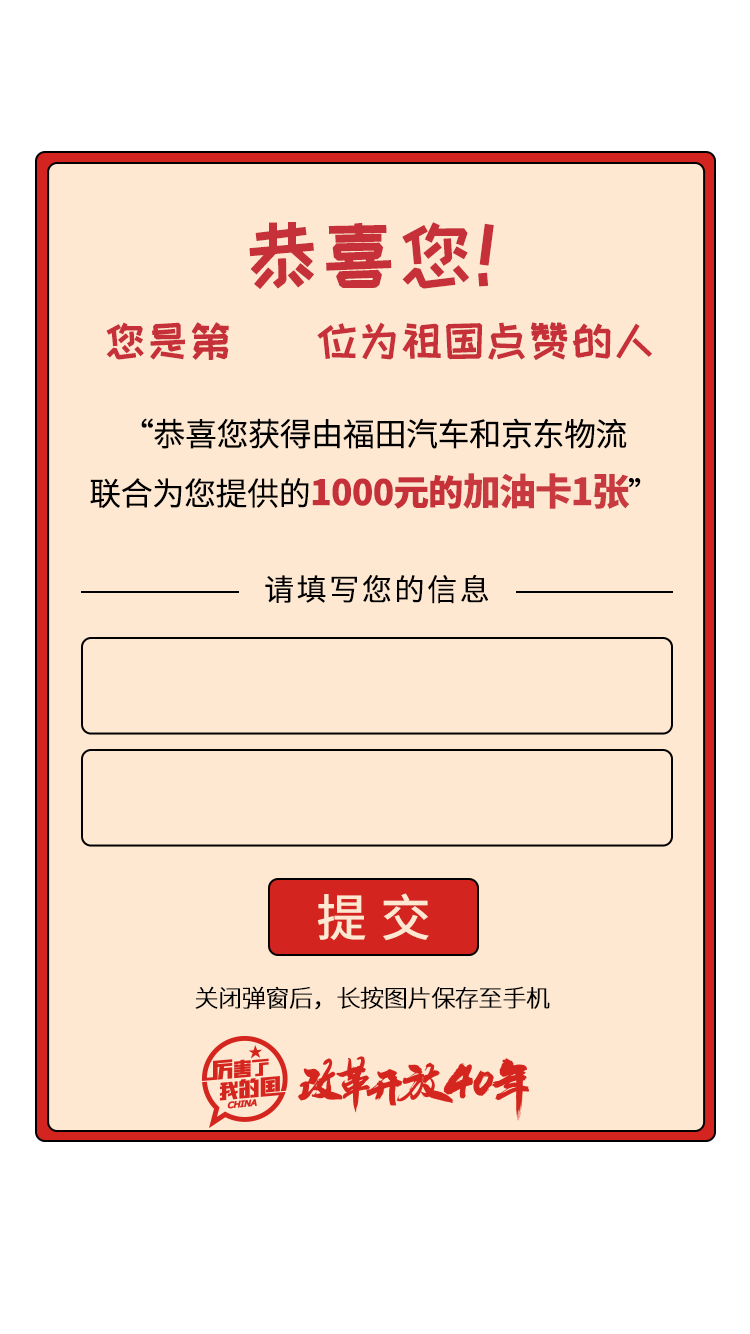 恭喜您!
您是第 位为祖国点赞的人
“恭喜您获得由福田汽车和京东物流
联合为您提供的1000元的加油卡1张”
请填写您的信息
提交
关闭弹窗后，长按图片保存至手机
厉害了
我的国
CHINA
改革开放40年